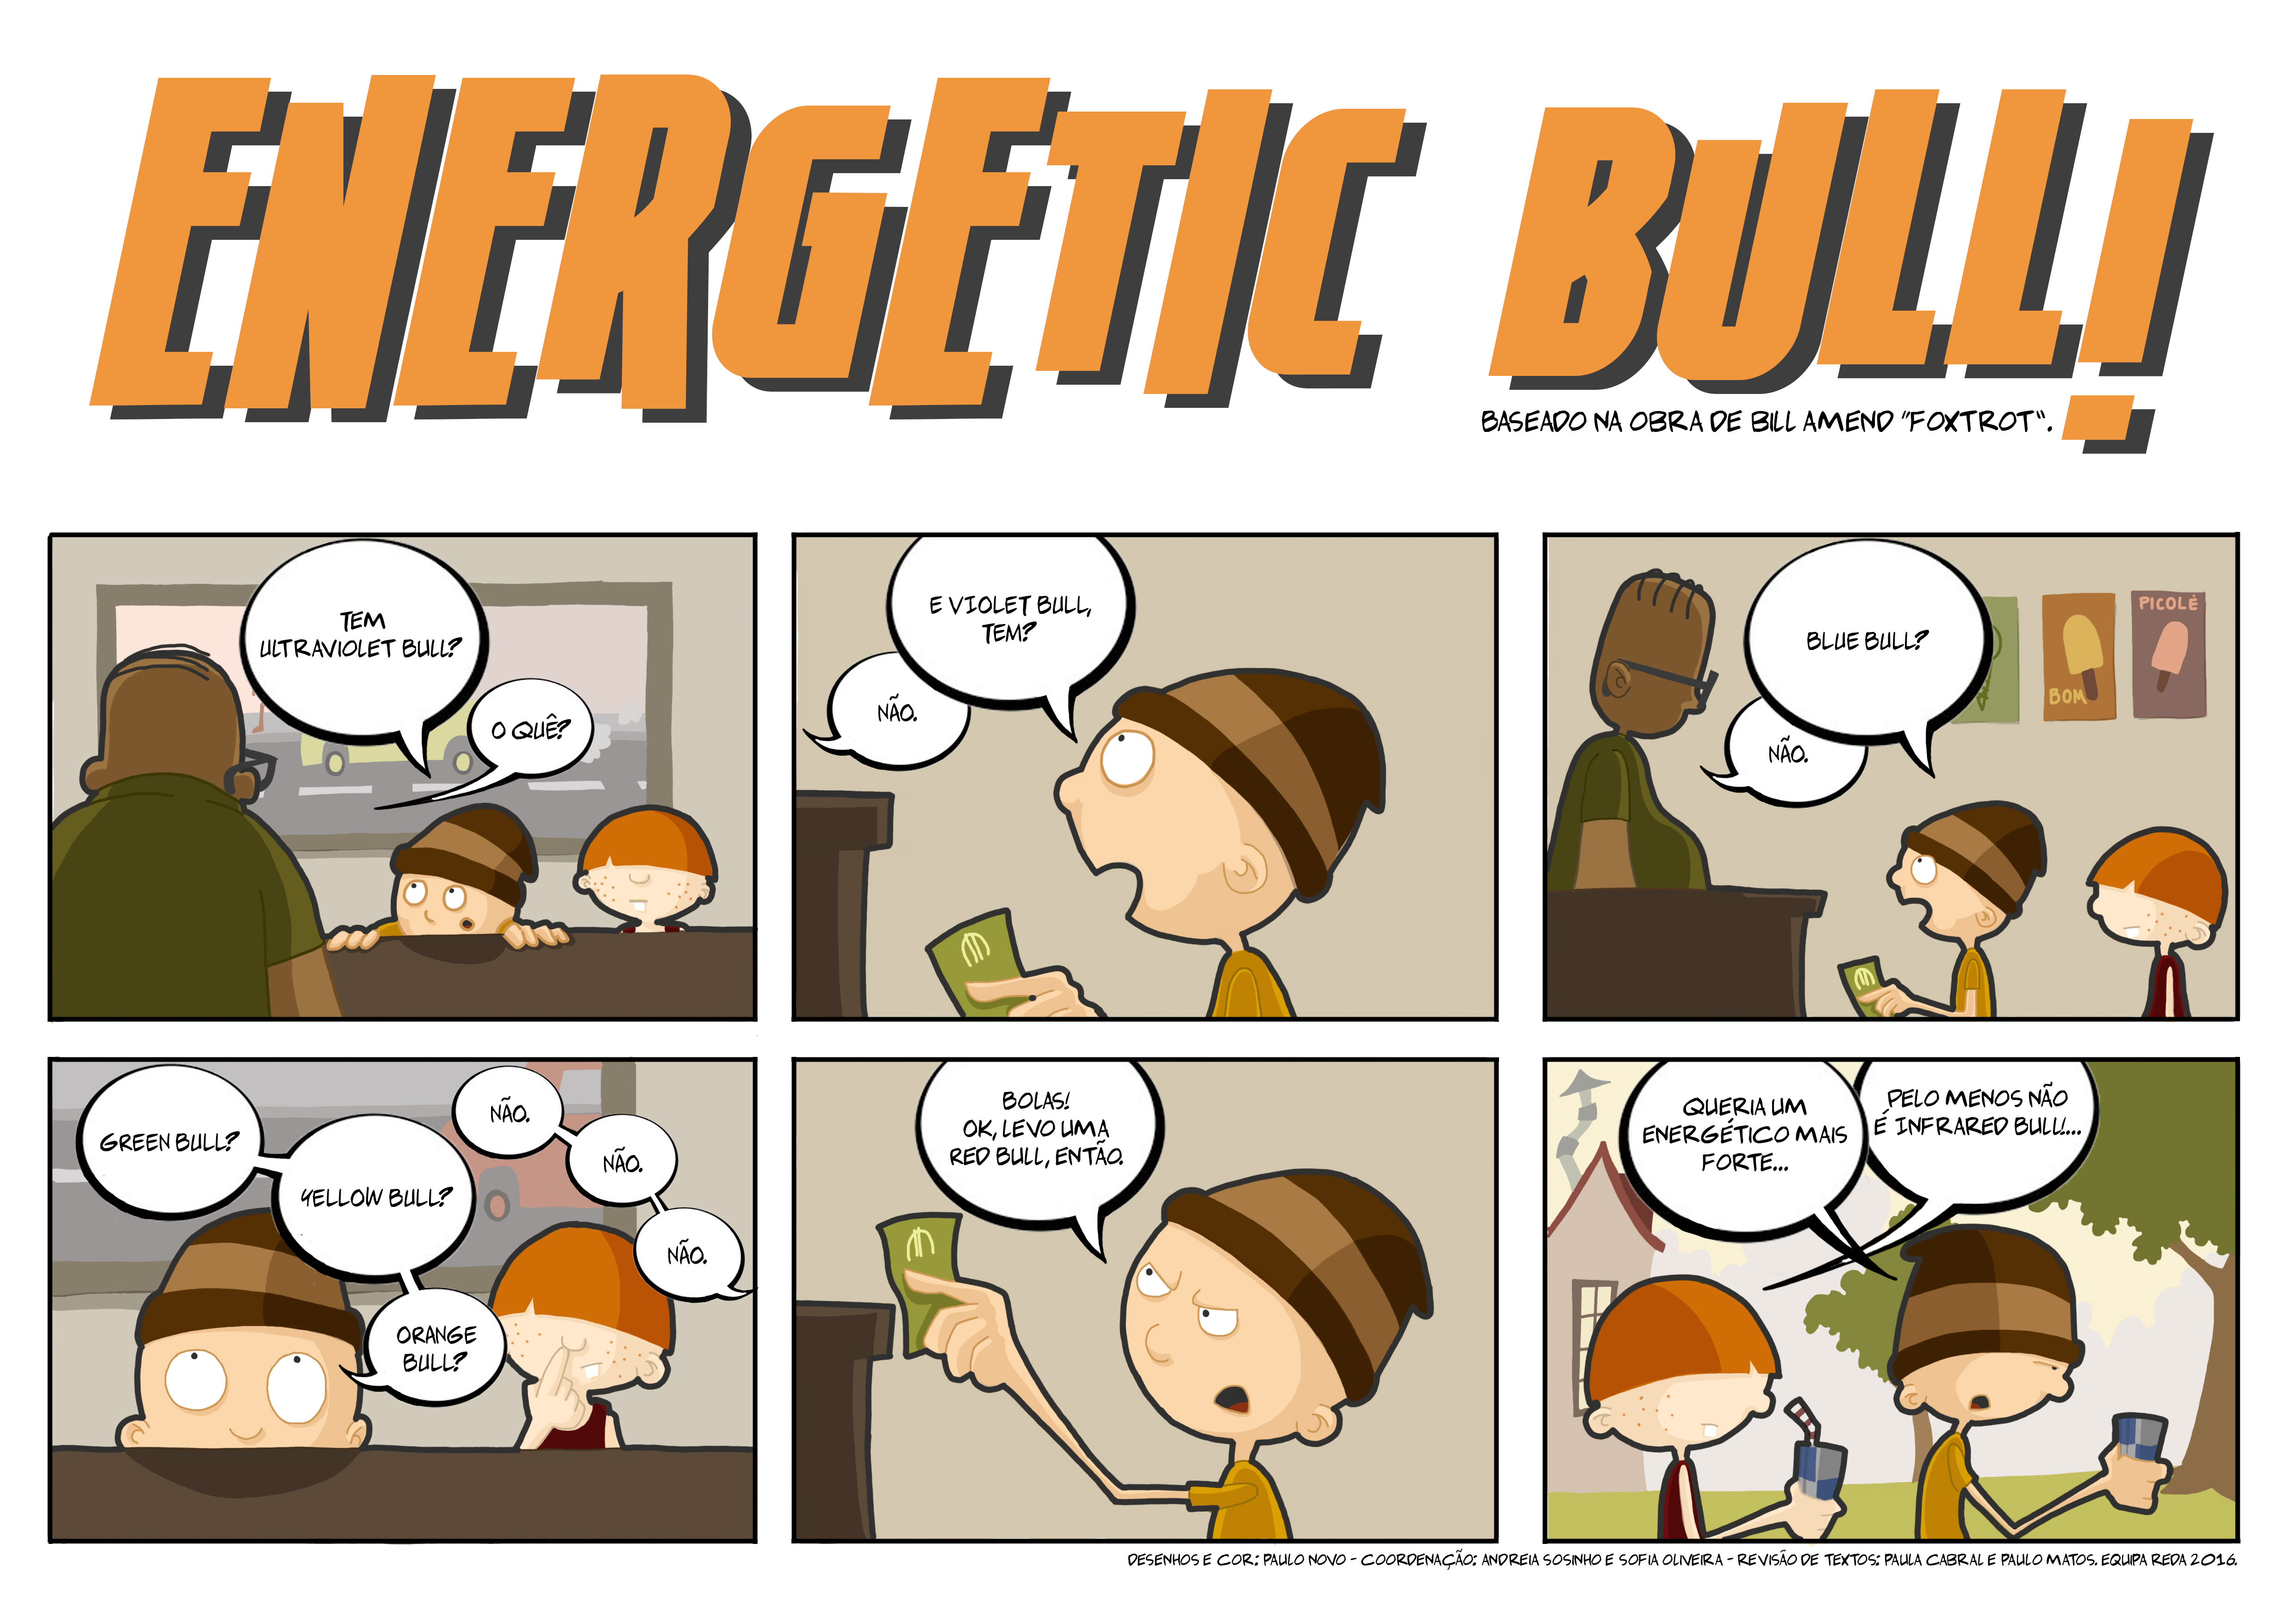 ENERGETIC BULL!
BASEADO NA OBRA DE BILL AMEND "FOXTROT".
TEM
ULTRAVIOLET BULL?
O QUÊ?
E VIOLET BULL,
TEM?
NÃO.
BLUE BULL?
NÃO.
BOM
PICOLÉ
GREEN BULL?
YELLOW BULL?
ORANGE
BULL?
NÃO.
NÃO.
NÃO.
BOLAS!
OK, LEVO UMA
RED BULL, ENTÃO.
QUERIA UM
ENERGÉTICO MAIS
FORTE...
PELO MENOS NÃO
É INFRARED BULL!...
DESENHOS E COR: PAULO NOVO - COORDENAÇÃO: ANDREIA SOSINHO E SOFIA OLIVEIRA - REVISÃO DE TEXTOS: PAULA CABRAL E PAULO MATOS. EQUIPA REDA 2016.